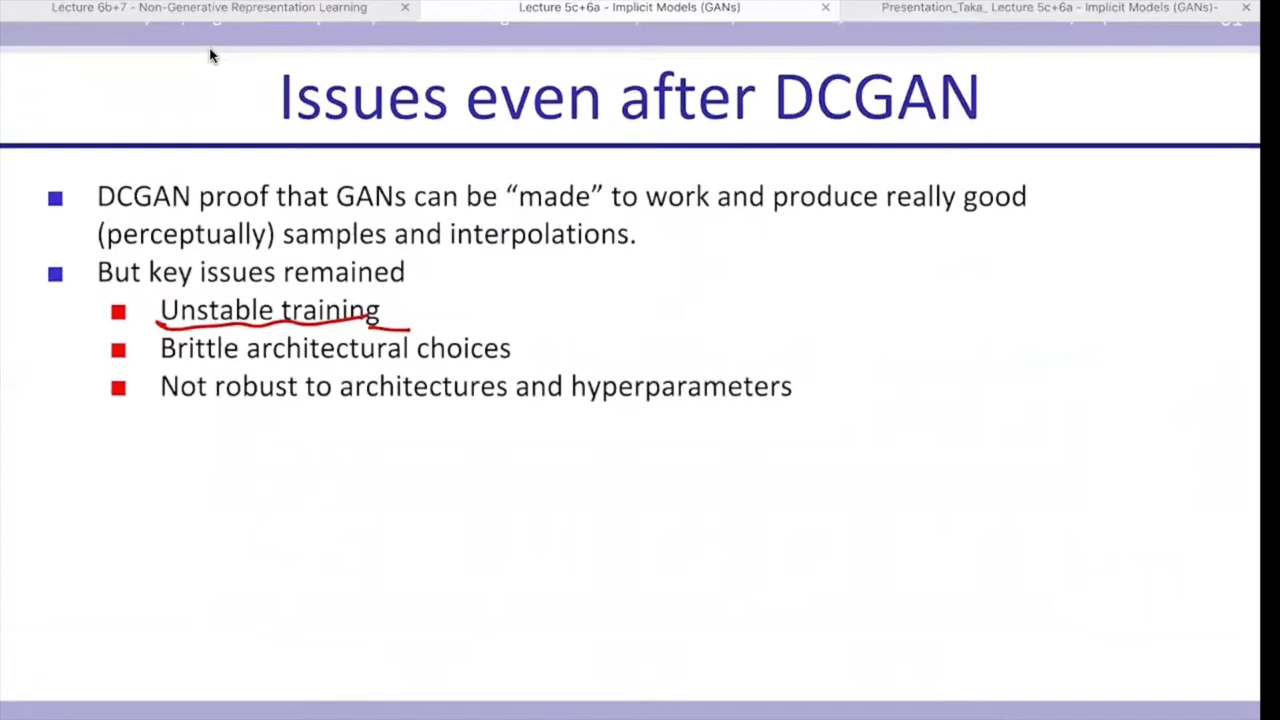 Lecture 6b+7 - Non-Generative Representation Learning
Lecture 5c+6a - Implicit Models (GANs)
Presentation_Taka_ Lecture 5c+6a - Implicit Models (GANs)-
Issues even after DCGAN
DCGAN proof that GANs can be “made” to work and produce really good
(perceptually) samples and interpolations.
But key issues remained
Unstable training
Brittle architectural choices
Not robust to architectures and hyperparameters